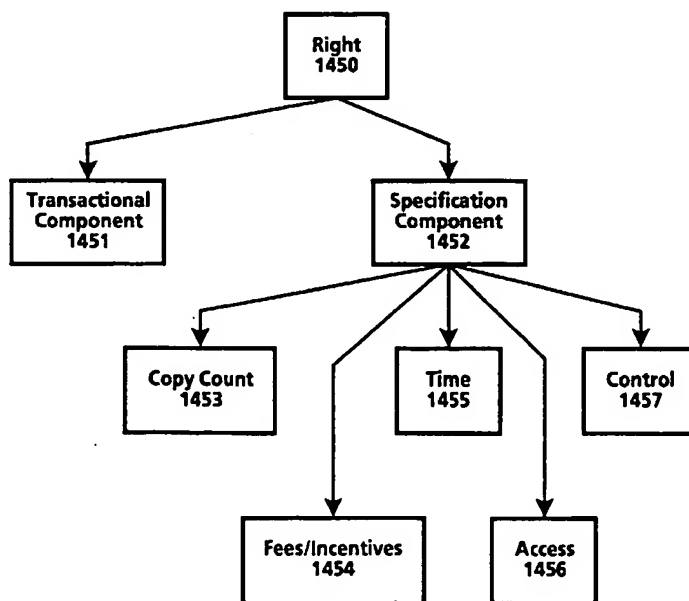 Right
1450
Transactional
Component
1451
Specification
Component
1452
Copy Count
1453
Time
1455
Control
1457
Fees/Incentives
1454
Access
1456